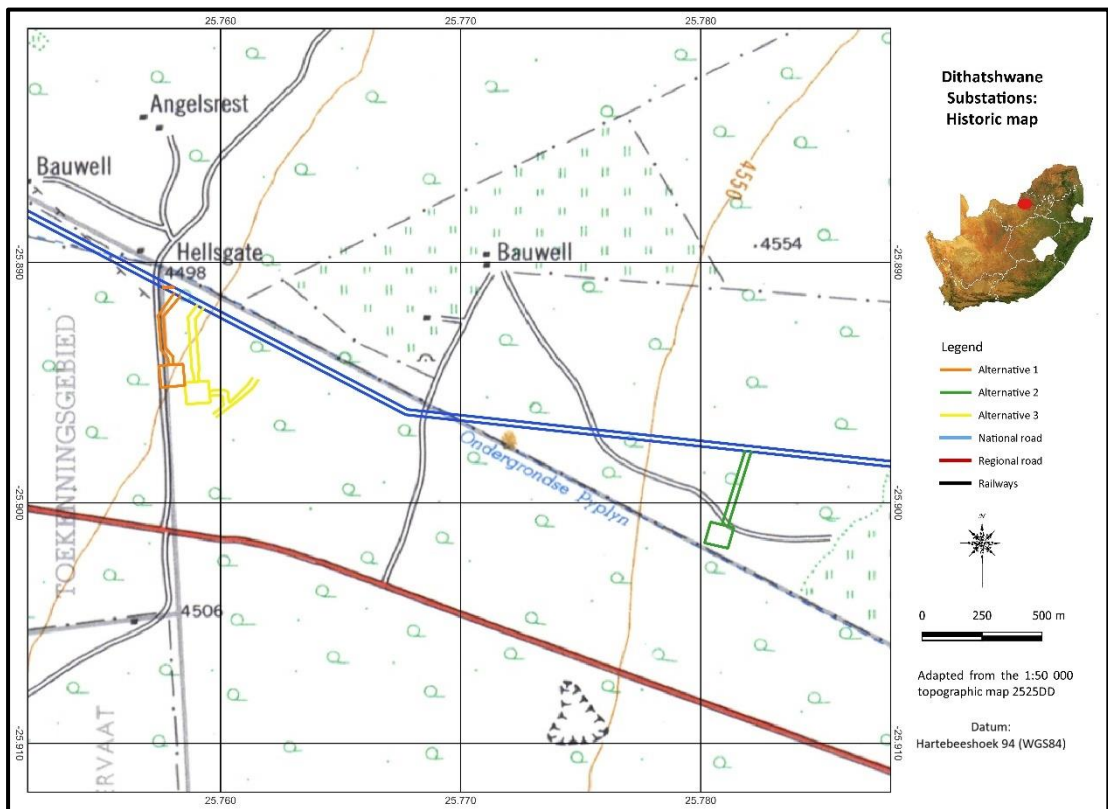 25.760
25.770
25.780
Dithatshwane
Substations:
Historic map
Angelsrest
Bauwell
Hellsgate
4498
Bauwell
4550
4554
-25.890
-25.890
TOEKENNINGSGEBIED
Ondergrondse Pyplyn
-25.900
-25.900
4506
ERVAAT
-25.910
-25.910
25.760
25.770
25.780
Legend
Alternative 1
Alternative 2
Alternative 3
National road
Regional road
Railways
N
0 250 500 m
Adapted from the 1:50 000
topographic map 2525DD
Datum:
Hartebeeshoek 94 (WGS84)